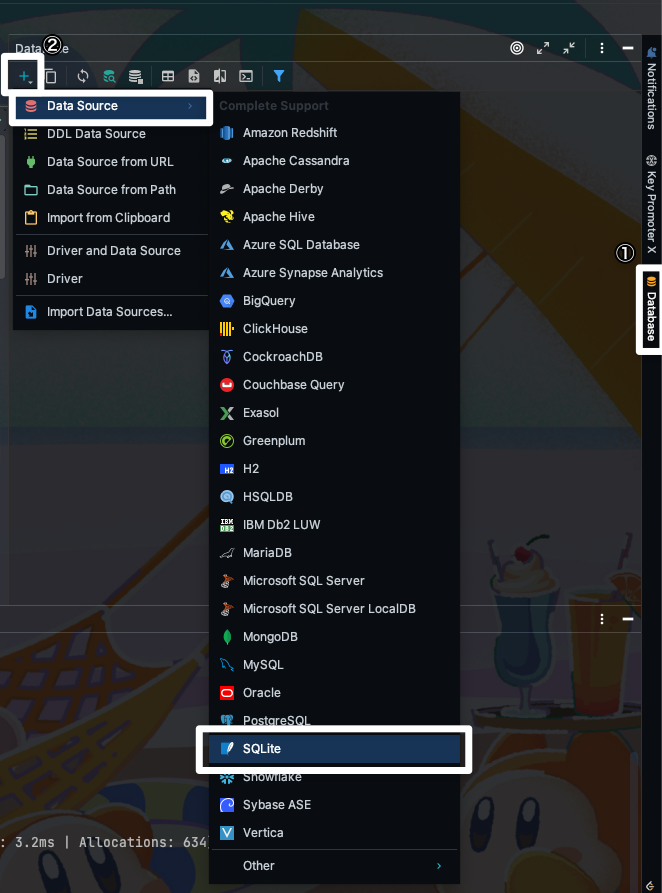 ②
Data Source
DDL Data Source
Data Source from URL
Data Source from Path
Import from Clipboard
Driver and Data Source
Driver
Import Data Sources...
Complete Support
Amazon Redshift
Apache Cassandra
Apache Derby
Apache Hive
Azure SQL Database
Azure Synapse Analytics
BigQuery
ClickHouse
CockroachDB
Couchbase Query
Exasol
Greenplum
H2
H2
HSQLDB
IBM
DB2
IBM Db2 LUW
MariaDB
Microsoft SQL Server
Microsoft SQL Server LocalDB
MongoDB
MySQL
Oracle
PostgreSQL
SQLite
Snowflake
Sybase ASE
Vertica
Other
Notifications
Key Promoter X
①
Database
: 3.2ms | Allocations: 634